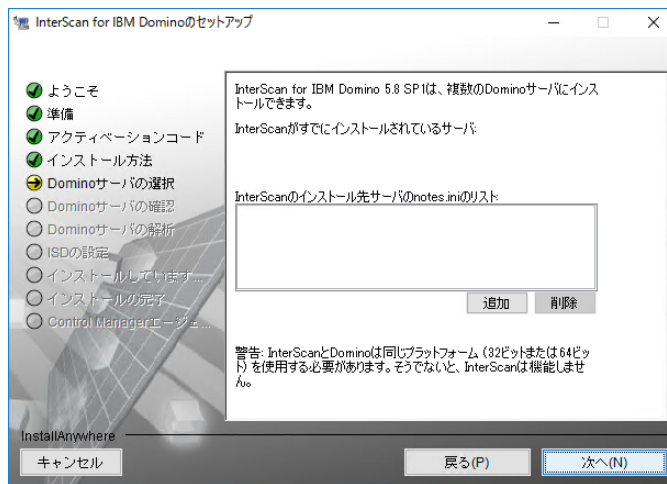 InterScan for IBM Dominoのセットアップ
ようこそ
準備
アクティベーションコード
インストール方法
Dominoサーバの選択
Dominoサーバの確認
Dominoサーバの解析
ISDの設定
インストールしています...
インストールの完了
Control Managerエージェ...
InterScan for IBM Domino 5.8 SP1は、複数のDominoサーバにインス
トールできます。
InterScanがすでにインストールされているサーバ:
InterScanのインストール先サーバのnotes.iniのリスト:
追加
削除
警告: InterScanとDominoは同じプラットフォーム (32ビットまたは64ビッ
ト) を使用する必要があります。そうでないと、InterScanは機能しませ
ん。
InstallAnywhere
キャンセル
戻る(P)
次へ(N)